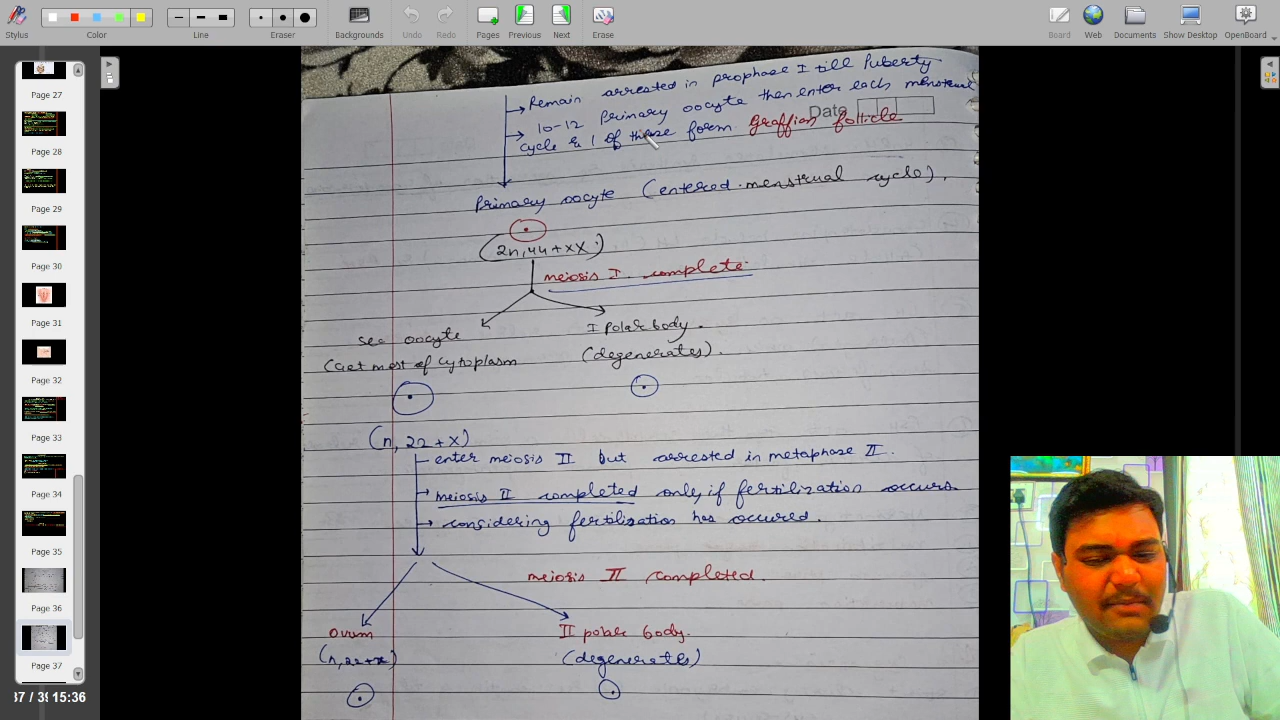 Stylus
Color
Line
Eraser
Backgrounds
Undo
Redo
Pages
Previous
Next
Erase
Board
Web
Documents
Show Desktop
OpenBoard
Page 27
Page 28
Page 29
Page 30
Page 31
Page 32
Page 33
Page 34
Page 35
Page 36
Page 37
15:36
Date
Remain arrested in prophase I till Puberty
10-12 Primary oocyte then enter each menstrual
cycle & 1 of these form graffian follicle
Primary oocyte (entered menstrual cycle).
(2n, 44+XX)
meiosis I complete
Sec oocyte
I polar body.
(Get most of cytoplasm
(degenerates).
(n, 22+X)
enter meiosis II but arrested in metaphase II.
meiosis II completed only if fertilization occurs
considering fertilization has occured.
meiosis II completed.
ovum
II polar body.
(n, 22+X)
(degenerates)